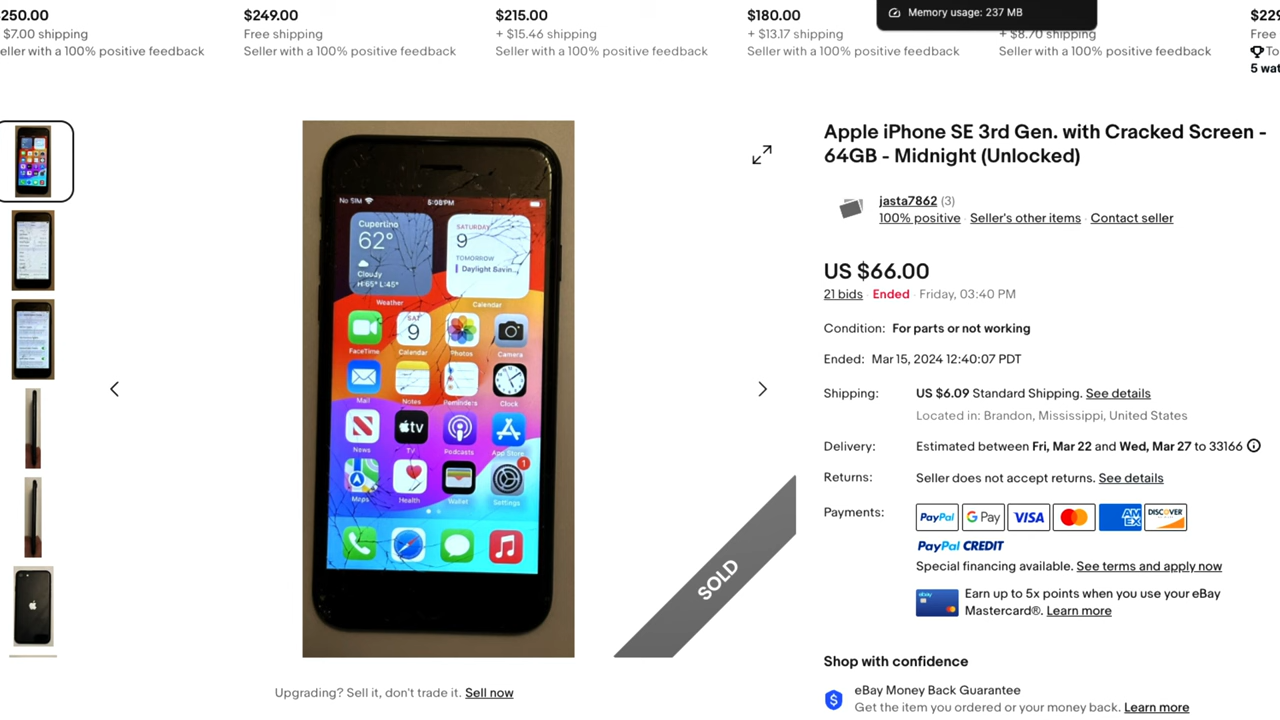 250.00
$7.00 shipping
eller with a 100% positive feedback
$249.00
Free shipping
Seller with a 100% positive feedback
$215.00
+ $15.46 shipping
Seller with a 100% positive feedback
$180.00
+ $13.17 shipping
Seller with a 100% positive feedback
Memory usage: 237 MB
+ $8.70 shipping
Seller with a 100% positive feedback
$229
Free
To
5 wat
No SIM
5:08PM
Cupertino
62°
Cloudy
H:65° L:45°
Weather
SATURDAY
9
TOMORROW
Daylight Savin...
Calendar
SAT
9
FaceTime
Calendar
Photos
Camera
Mail
Notes
Reminders
Clock
tv
News
TV
Podcasts
App Store
1
Maps
Health
Wallet
Settings
SOLD
Upgrading? Sell it, don't trade it. Sell now
Apple iPhone SE 3rd Gen. with Cracked Screen -
64GB - Midnight (Unlocked)
jasta7862 (3)
100% positive · Seller's other items · Contact seller
US $66.00
21 bids · Ended · Friday, 03:40 PM
Condition: For parts or not working
Ended: Mar 15, 2024 12:40:07 PDT
Shipping: US $6.09 Standard Shipping. See details
Located in: Brandon, Mississippi, United States
Delivery: Estimated between Fri, Mar 22 and Wed, Mar 27 to 33166
Returns: Seller does not accept returns. See details
Payments: PayPal G Pay VISA AM EX DISCOVER
PayPal CREDIT
Special financing available. See terms and apply now
ebay
Earn up to 5x points when you use your eBay
Mastercard®. Learn more
Shop with confidence
eBay Money Back Guarantee
Get the item you ordered or your money back. Learn more